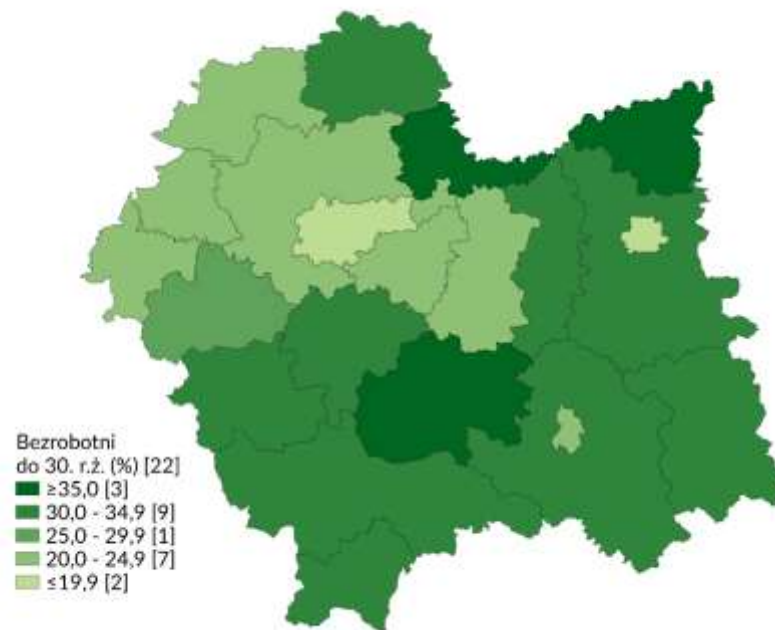 Bezrobotni
do 30. r.ż. (%) [22]
≥35,0 [3]
30,0 - 34,9 [9]
25,0 - 29,9 [1]
20,0 - 24,9 [7]
≤19,9 [2]